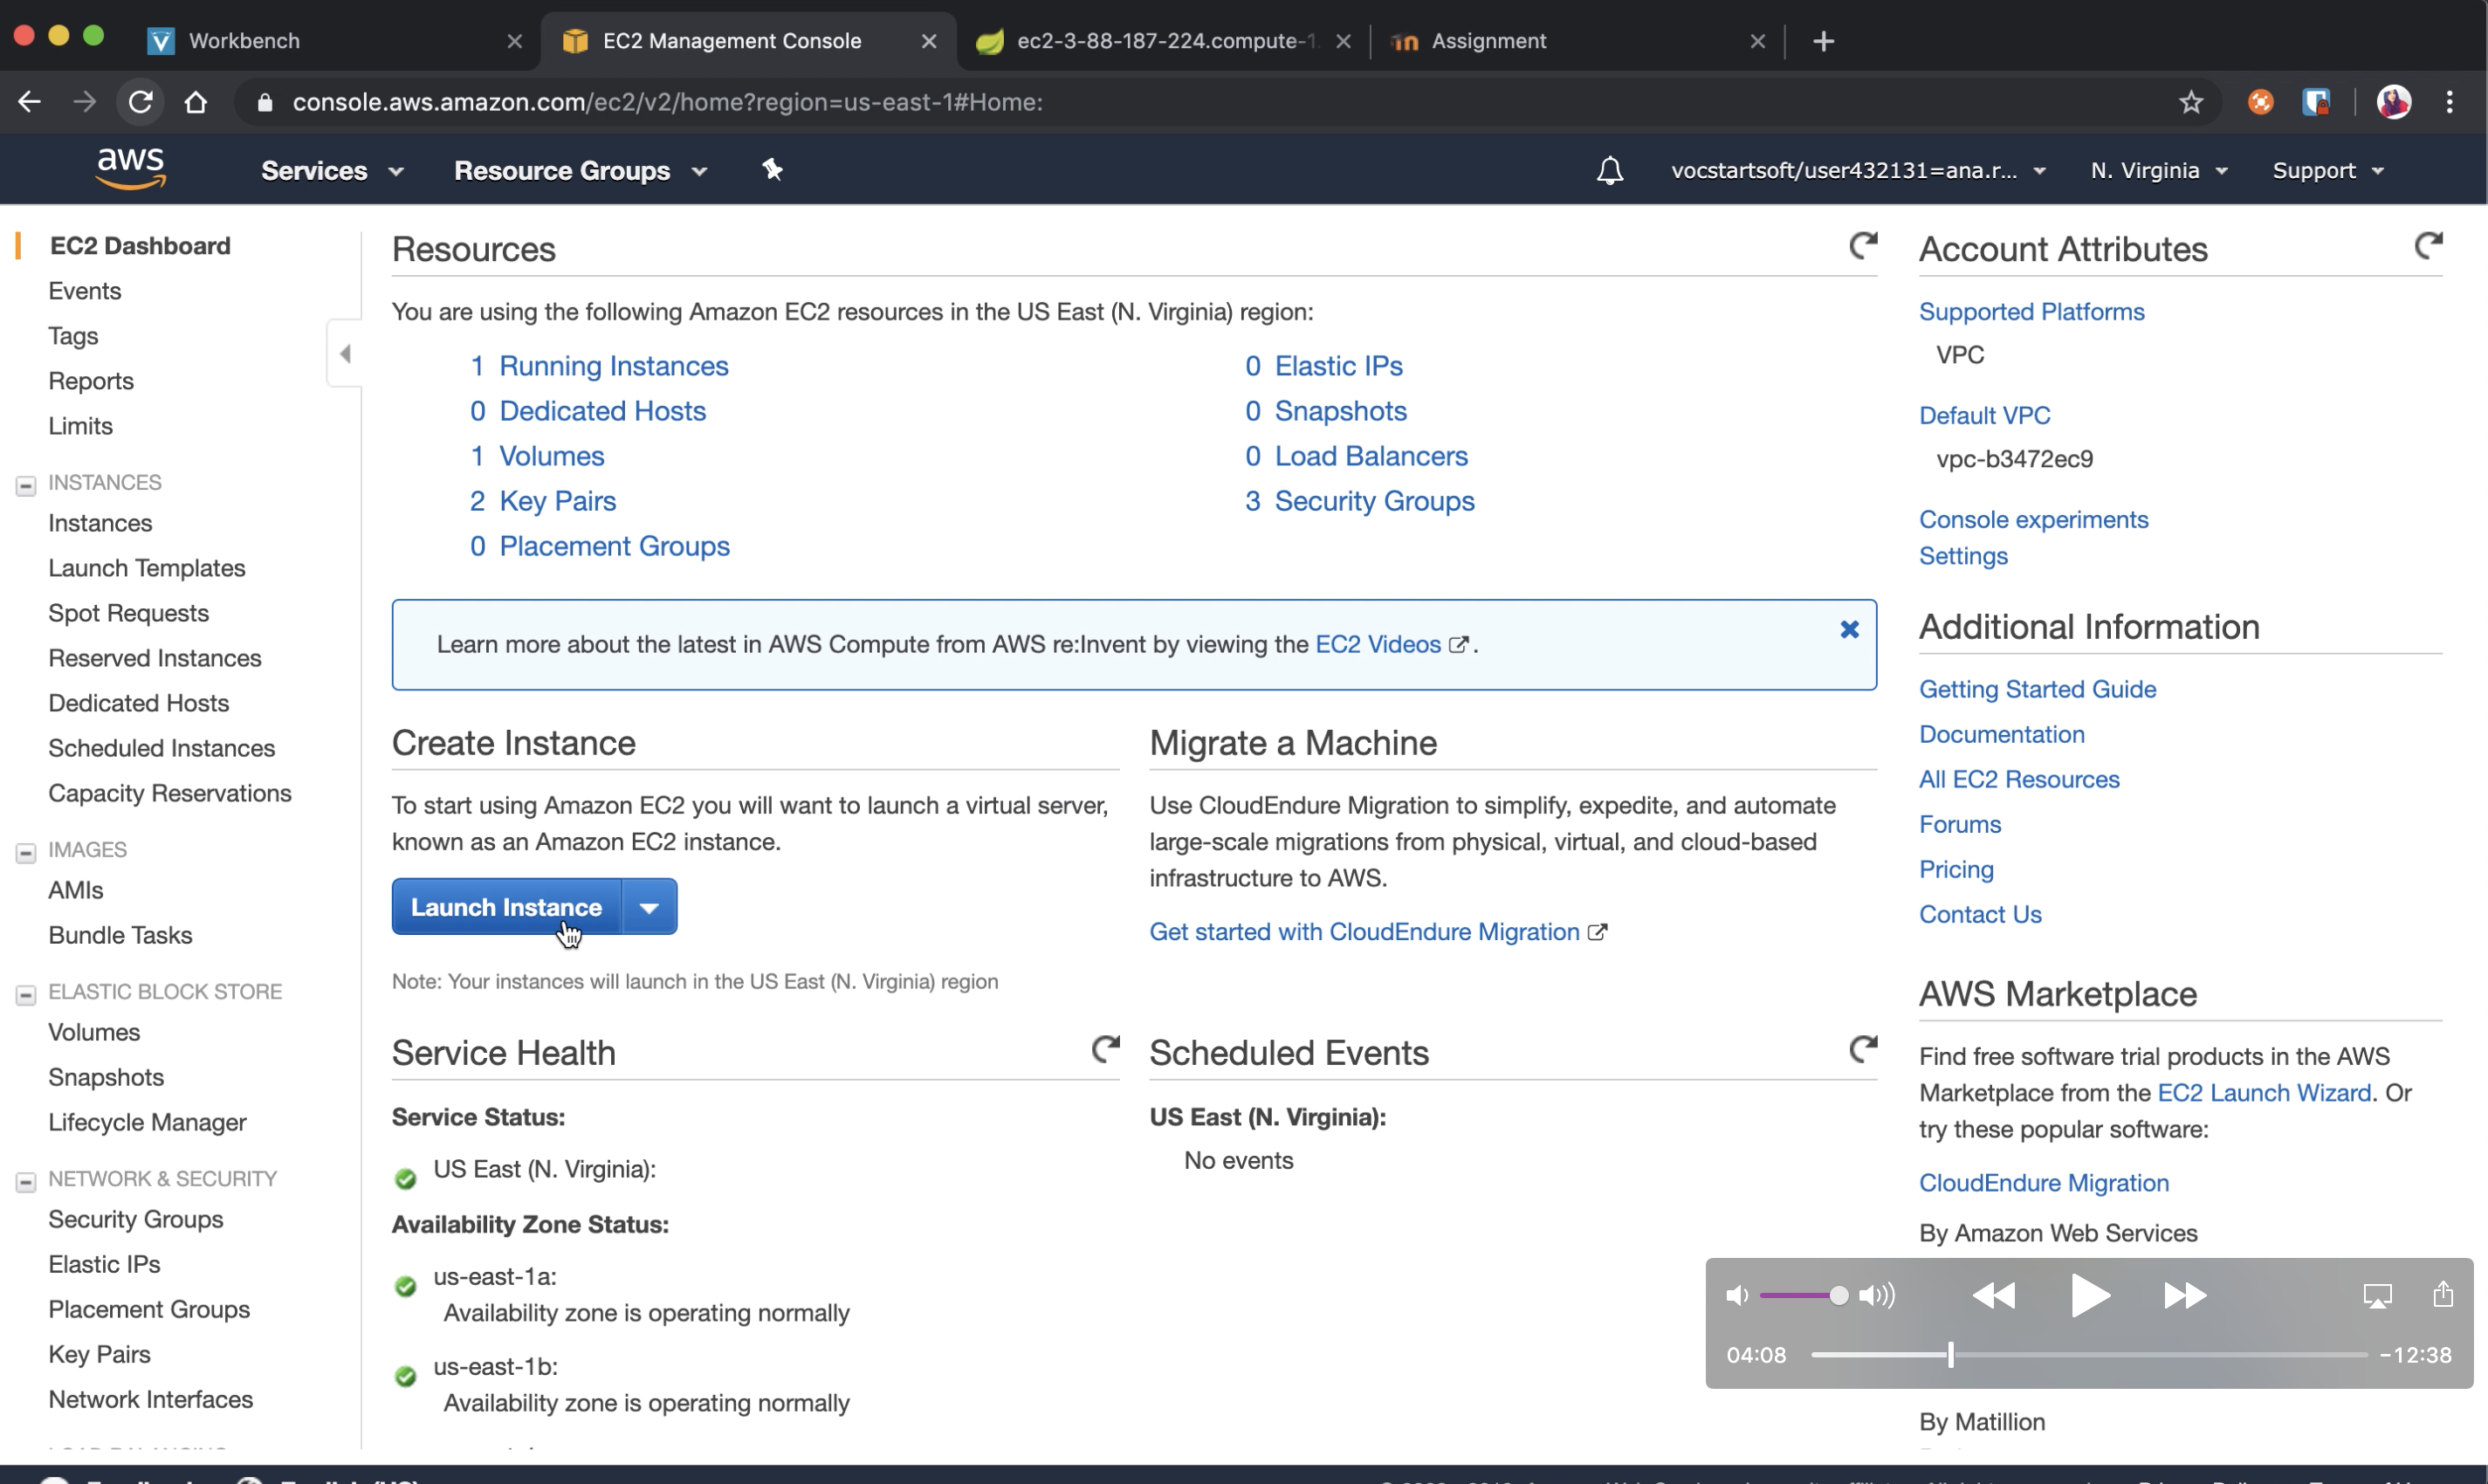 Workbench
EC2 Management Console
ec2-3-88-187-224.compute-1.
Assignment
console.aws.amazon.com/ec2/v2/home?region=us-east-1#Home:
aws
Services
Resource Groups
vocstartsoft/user432131=ana.r...
N. Virginia
Support
EC2 Dashboard
Events
Tags
Reports
Limits
INSTANCES
Instances
Launch Templates
Spot Requests
Reserved Instances
Dedicated Hosts
Scheduled Instances
Capacity Reservations
IMAGES
AMIs
Bundle Tasks
ELASTIC BLOCK STORE
Volumes
Snapshots
Lifecycle Manager
NETWORK & SECURITY
Security Groups
Elastic IPs
Placement Groups
Key Pairs
Network Interfaces
Resources
You are using the following Amazon EC2 resources in the US East (N. Virginia) region:
1 Running Instances
0 Dedicated Hosts
1 Volumes
2 Key Pairs
0 Placement Groups
0 Elastic IPs
0 Snapshots
0 Load Balancers
3 Security Groups
Learn more about the latest in AWS Compute from AWS re:Invent by viewing the EC2 Videos .
Create Instance
To start using Amazon EC2 you will want to launch a virtual server,
known as an Amazon EC2 instance.
Launch Instance
Note: Your instances will launch in the US East (N. Virginia) region
Migrate a Machine
Use CloudEndure Migration to simplify, expedite, and automate
large-scale migrations from physical, virtual, and cloud-based
infrastructure to AWS.
Get started with CloudEndure Migration
Service Health
Service Status:
US East (N. Virginia):
Availability Zone Status:
us-east-1a:
Availability zone is operating normally
us-east-1b:
Availability zone is operating normally
Scheduled Events
US East (N. Virginia):
No events
Account Attributes
Supported Platforms
VPC
Default VPC
vpc-b3472ec9
Console experiments
Settings
Additional Information
Getting Started Guide
Documentation
All EC2 Resources
Forums
Pricing
Contact Us
AWS Marketplace
Find free software trial products in the AWS
Marketplace from the EC2 Launch Wizard. Or
try these popular software:
CloudEndure Migration
By Amazon Web Services
04:08
-12:38
By Matillion